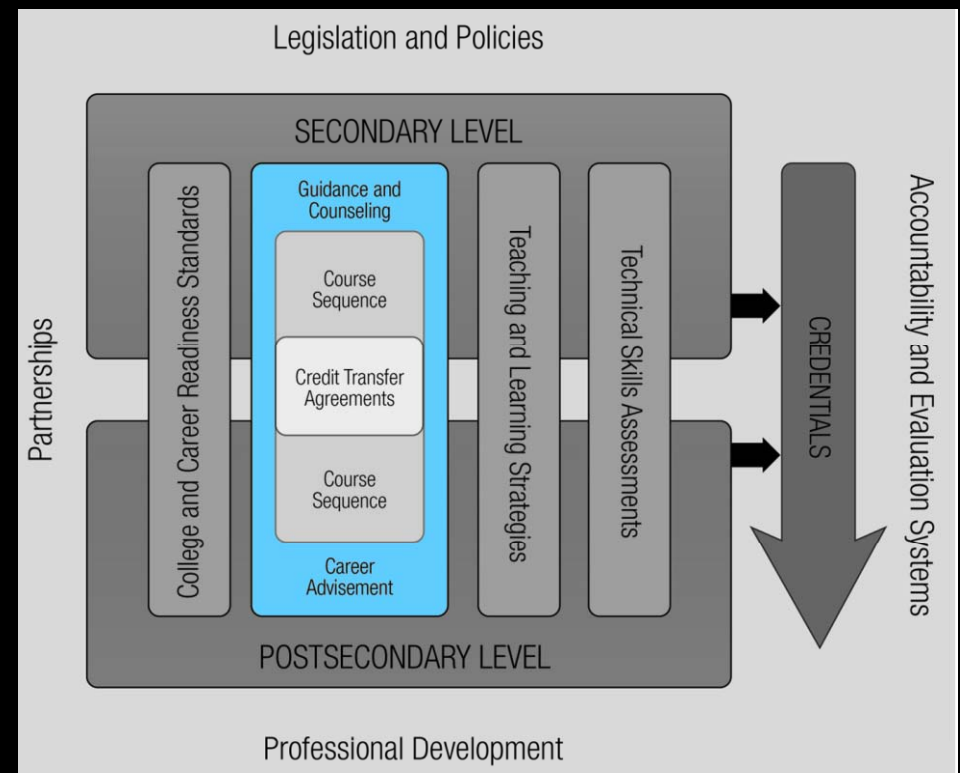 Legislation and Policies
SECONDARY LEVEL
Partnerships
College and Career Readiness Standards
Guidance and
Counseling
Course
Sequence
Credit Transfer
Agreements
Course
Sequence
Career
Advisement
Teaching and Learning Strategies
Technical Skills Assessments
CREDENTIALS
Accountability and Evaluation Systems
POSTSECONDARY LEVEL
Professional Development